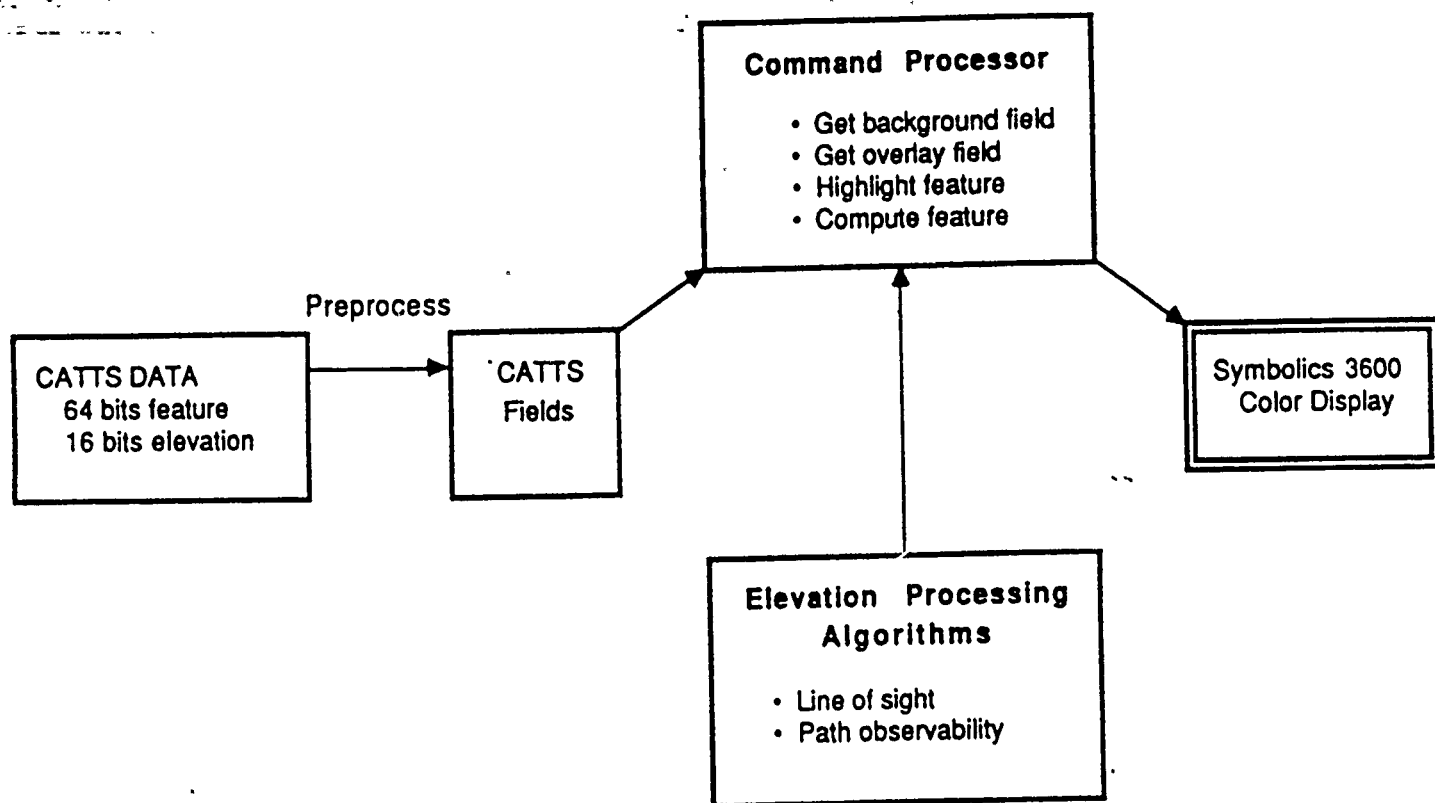 Command Processor
• Get background field
• Get overlay field
• Highlight feature
• Compute feature
Preprocess
CATTS DATA
64 bits feature
16 bits elevation
CATTS
Fields
Symbolics 3600
Color Display
Elevation Processing
Algorithms
• Line of sight
• Path observability